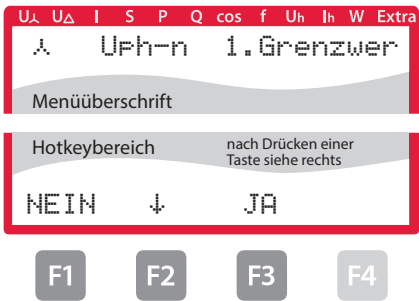 U⅄ U△ I S P Q cos f Uh Ih W Extra
⅄ Uph-n 1.Grenzwer
Menüüberschrift
Hotkeybereich
nach Drücken einer
Taste siehe rechts
NEIN ↓ JA
F1 F2 F3 F4